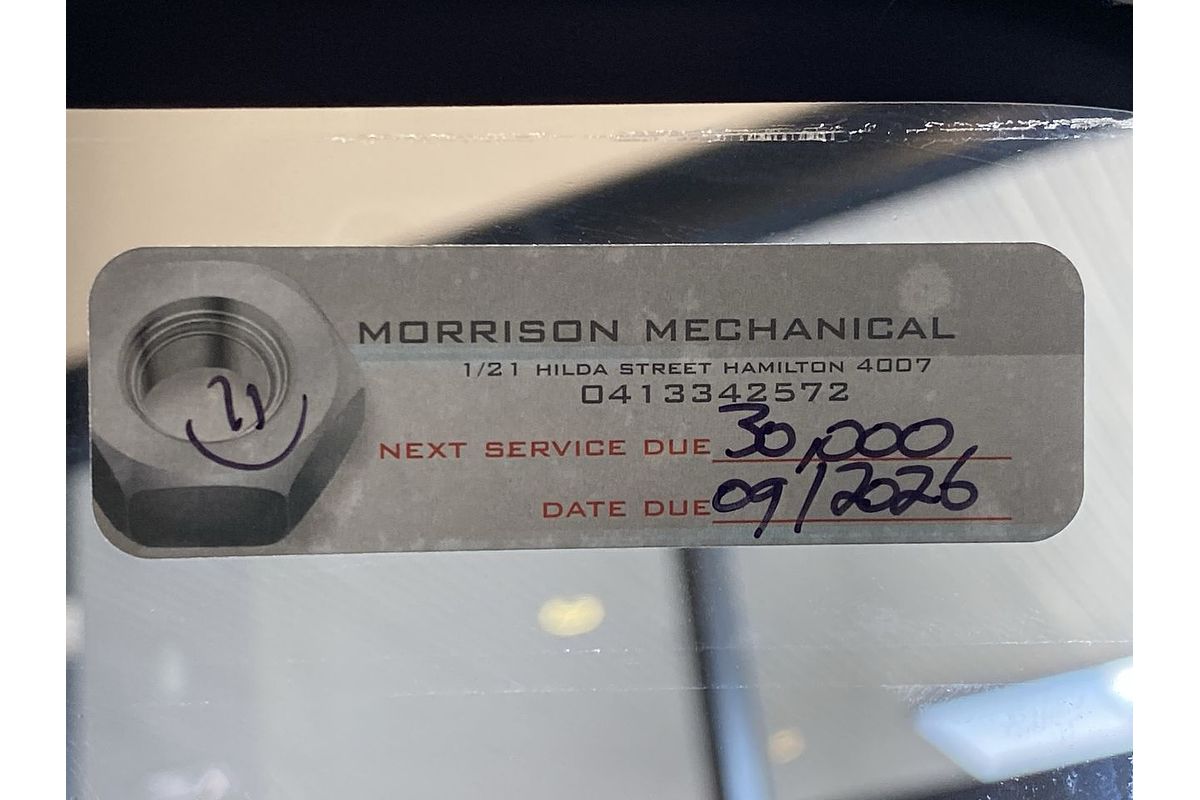 MORRISON MECHANICAL
1/21 HILDA STREET HAMILTON 4007
0413342572
NEXT SERVICE DUE 30,000
DATE DUE 09/2026